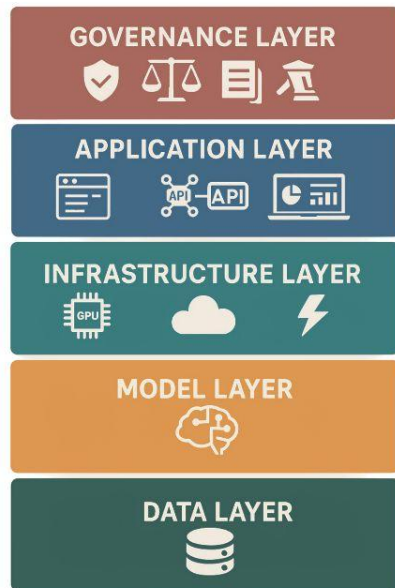 GOVERNANCE LAYER
APPLICATION LAYER
API API
INFRASTRUCTURE LAYER
GPU
MODEL LAYER
DATA LAYER